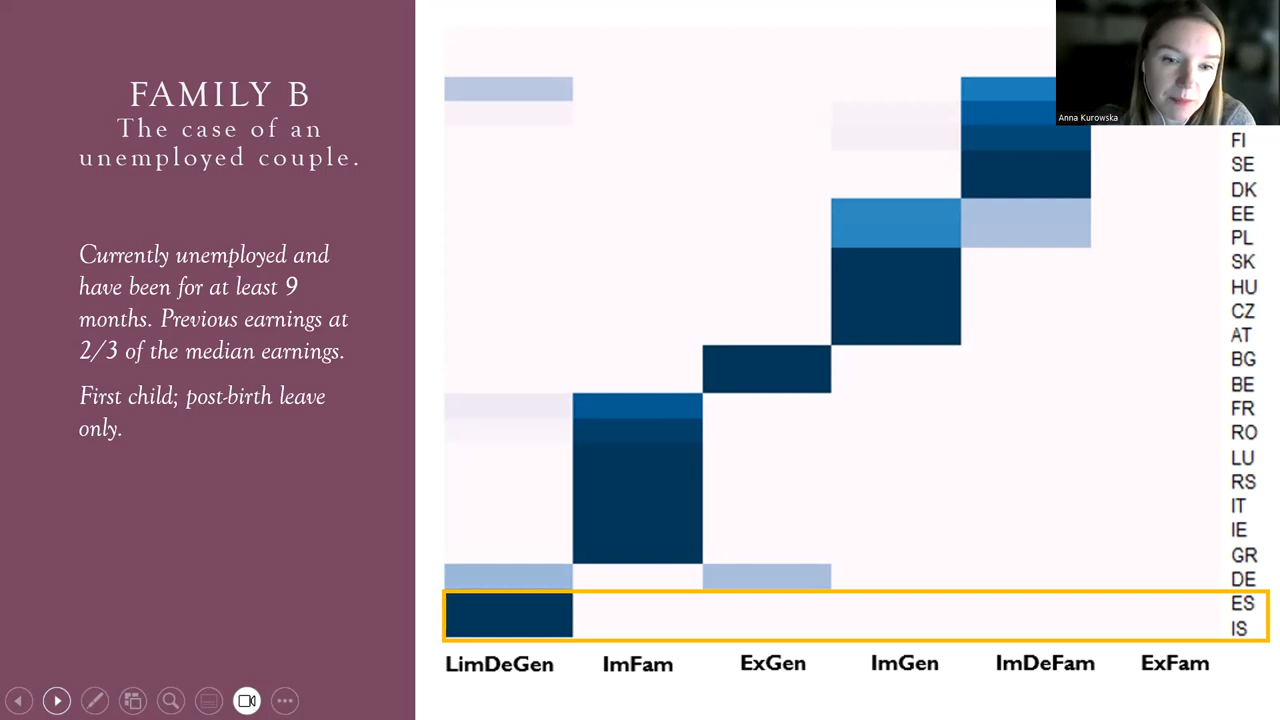 FAMILY B
The case of an
unemployed couple.
Currently unemployed and
have been for at least 9
months. Previous earnings at
2/3 of the median earnings.
First child; post-birth leave
only.
Anna Kurowska
FI
SE
DK
EE
PL
SK
HU
CZ
AT
BG
BE
FR
RO
LU
RS
IT
IE
GR
DE
ES
IS
LimDeGen ImFam ExGen ImGen ImDeFam ExFam